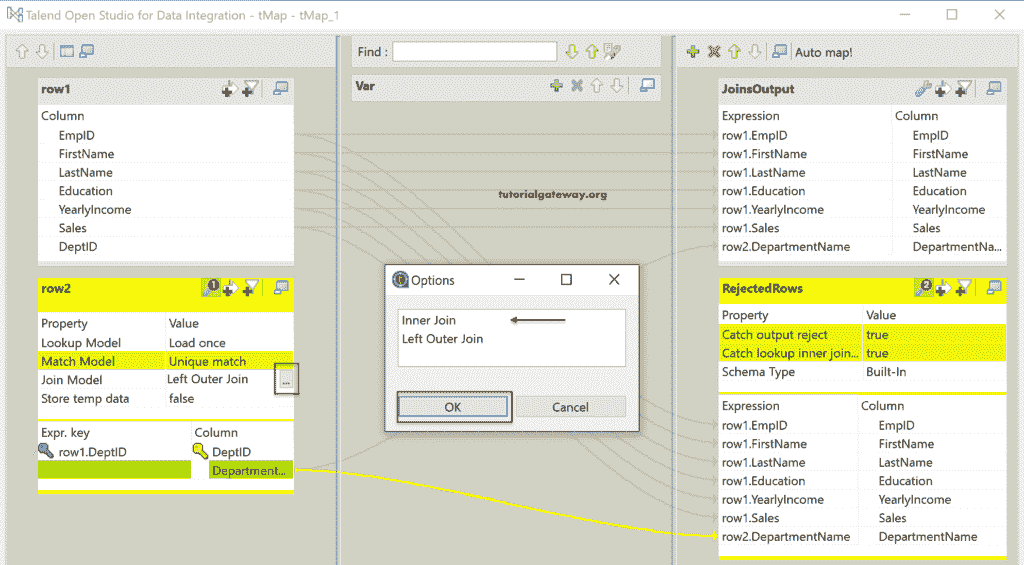 Talend Open Studio for Data Integration - tMap - tMap_1
Find :
Auto map!
row1
Column
EmpID
FirstName
LastName
Education
YearlyIncome
Sales
DeptID
row2
Property Value
Lookup Model Load once
Match Model Unique match
Join Model Left Outer Join ...
Store temp data false
Expr. key Column
row1.DeptID DeptID
Department...
Var
tutorialgateway.org
Options
Inner Join
Left Outer Join
OK Cancel
JoinsOutput
Expression Column
row1.EmpID EmpID
row1.FirstName FirstName
row1.LastName LastName
row1.Education Education
row1.YearlyIncome YearlyIncome
row1.Sales Sales
row2.DepartmentName DepartmentNa...
RejectedRows
Property Value
Catch output reject true
Catch lookup inner join... true
Schema Type Built-In
Expression Column
row1.EmpID EmpID
row1.FirstName FirstName
row1.LastName LastName
row1.Education Education
row1.YearlyIncome YearlyIncome
row1.Sales Sales
row2.DepartmentName DepartmentName